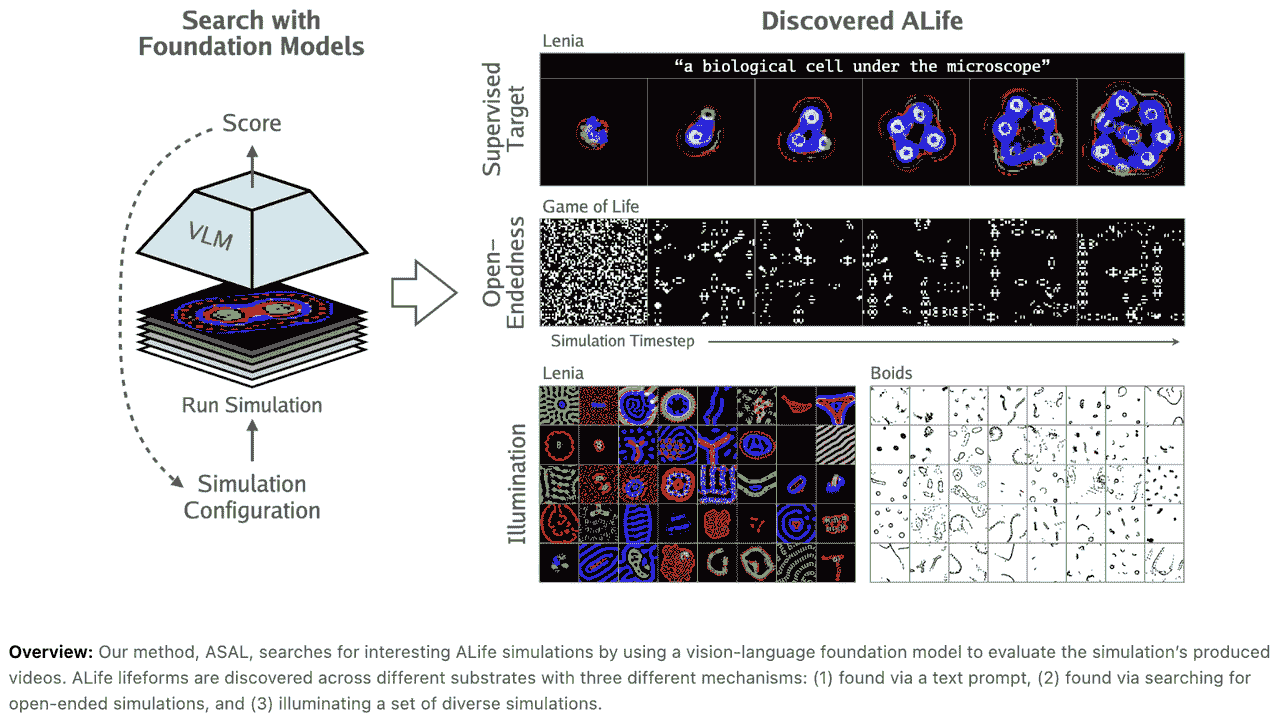 Search with
Foundation Models
Score
VLM
Run Simulation
Simulation
Configuration
Discovered ALife
Lenia
Supervised
Target
“a biological cell under the microscope”
Game of Life
Open-
Endedness
Simulation Timestep
Lenia
Boids
Illumination
Overview: Our method, ASAL, searches for interesting ALife simulations by using a vision-language foundation model to evaluate the simulation’s produced
videos. ALife lifeforms are discovered across different substrates with three different mechanisms: (1) found via a text prompt, (2) found via searching for
open-ended simulations, and (3) illuminating a set of diverse simulations.